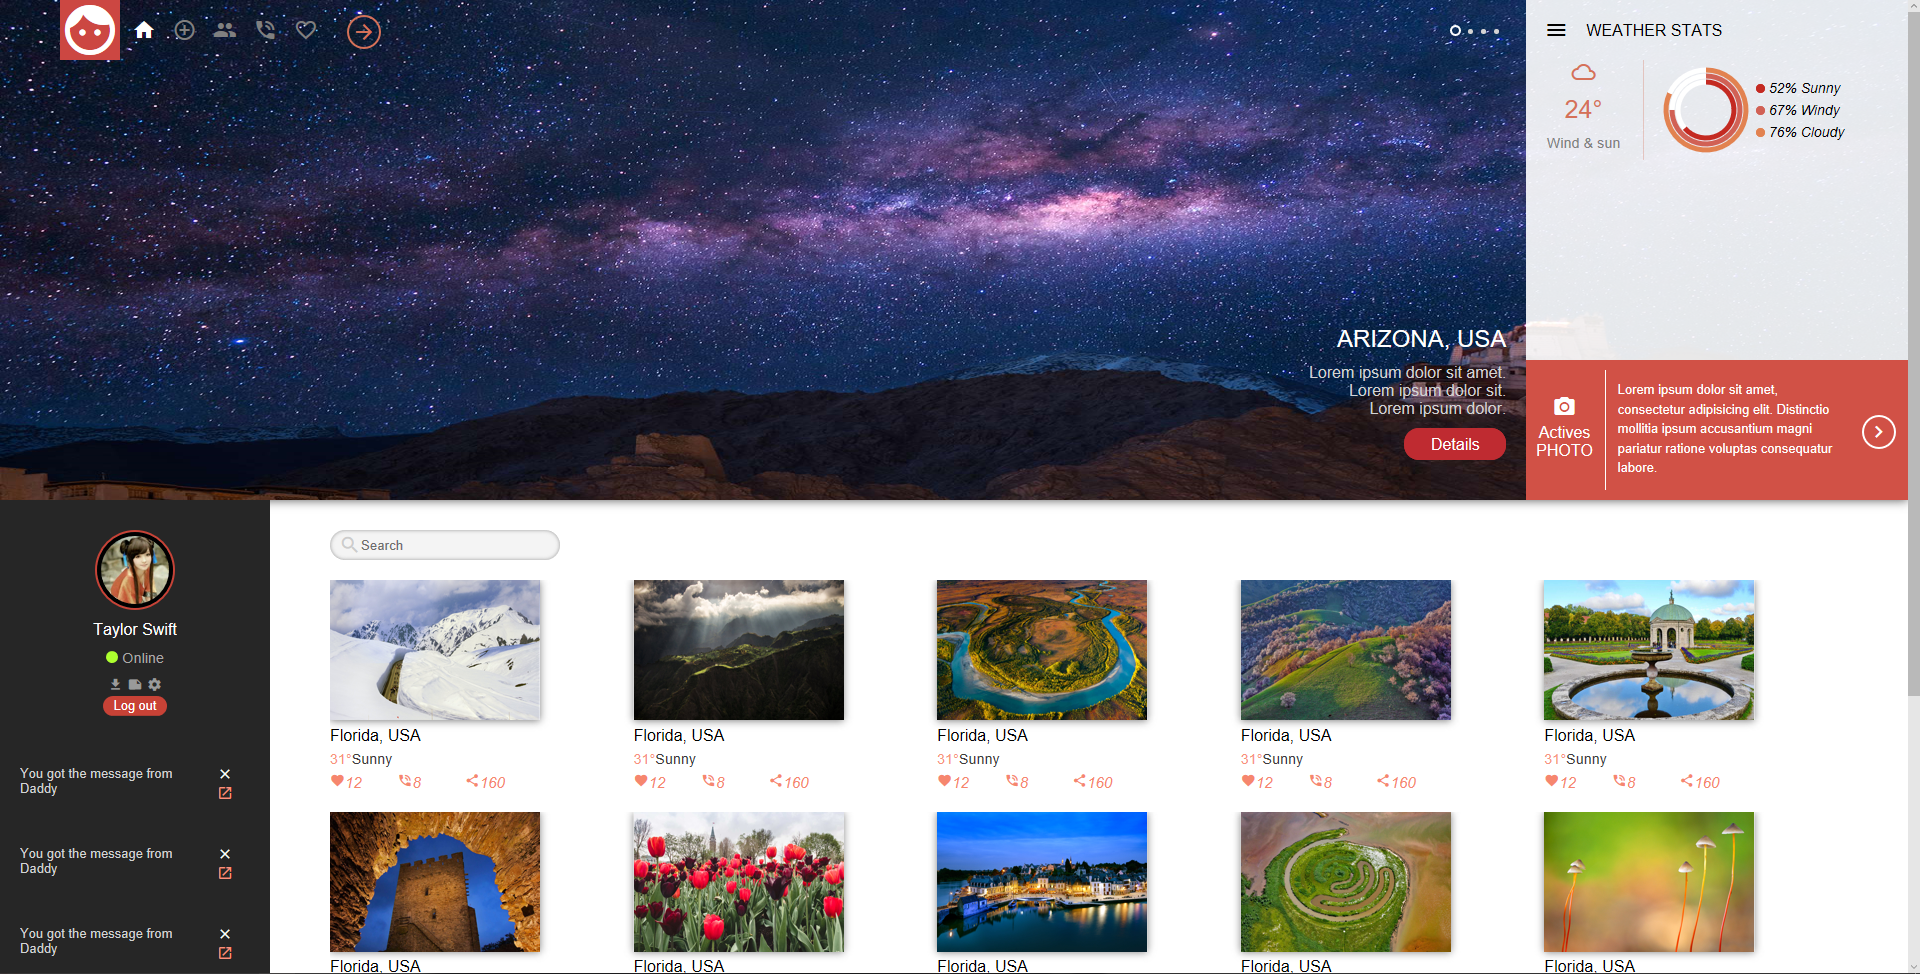 WEATHER STATS
24°
Wind & sun
52% Sunny
67% Windy
76% Cloudy
ARIZONA, USA
Lorem ipsum dolor sit amet.
Lorem ipsum dolor sit.
Lorem ipsum dolor.
Details
Actives
PHOTO
Lorem ipsum dolor sit amet,
consectetur adipisicing elit. Distinctio
mollitia ipsum accusantium magni
pariatur ratione voluptas consequatur
labore.
Taylor Swift
Online
Log out
You got the message from
Daddy
You got the message from
Daddy
You got the message from
Daddy
Search
Florida, USA
31°Sunny
12 8 160
Florida, USA
31°Sunny
12 8 160
Florida, USA
31°Sunny
12 8 160
Florida, USA
31°Sunny
12 8 160
Florida, USA
31°Sunny
12 8 160
Florida, USA
Florida, USA
Florida, USA
Florida, USA
Florida, USA